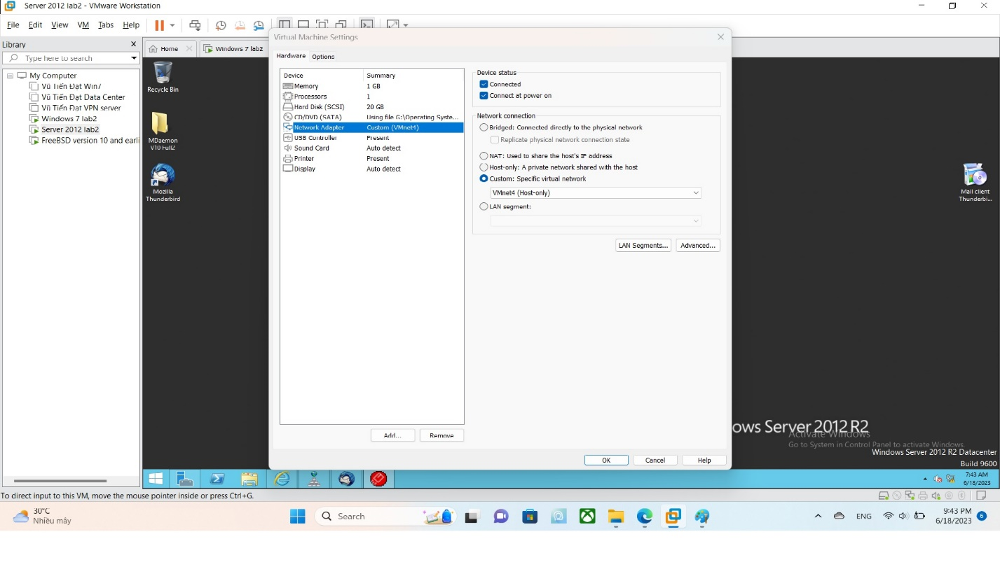 Server 2012 lab2 - VMware Workstation
File Edit View VM Tabs Help
Library X
Type here to search
My Computer
Vũ Tiến Đạt Win7
Vũ Tiến Đạt Data Center
Vũ Tiến Đạt VPN server
Windows 7 lab2
Server 2012 lab2
FreeBSD version 10 and earli
Home
Windows 7 lab2
Recycle Bin
MDaemon
V10 Full2
Mozilla
Thunderbird
Virtual Machine Settings
Hardware Options
Device Summary
Memory 1 GB
Processors 1
Hard Disk (SCSI) 20 GB
CD/DVD (SATA) Using file G:\Operating Syste...
Network Adapter Custom (VMnet4)
USB Controller Present
Sound Card Auto detect
Printer Present
Display Auto detect
Add... Remove
Device status
Connected
Connect at power on
Network connection
Bridged: Connected directly to the physical network
Replicate physical network connection state
NAT: Used to share the host's IP address
Host-only: A private network shared with the host
Custom: Specific virtual network
VMnet4 (Host-only)
LAN segment:
LAN Segments... Advanced...
OK Cancel Help
Mail client
Thunderbi...
ows Server 2012 R2
Activate Windows
Go to System in Control Panel to activate Windows.
Windows Server 2012 R2 Datacenter
Build 9600
7:43 AM
6/18/2023
To direct input to this VM, move the mouse pointer inside or press Ctrl+G.
30°C
Nhiều mây
Search
ENG
9:43 PM
6/18/2023
6